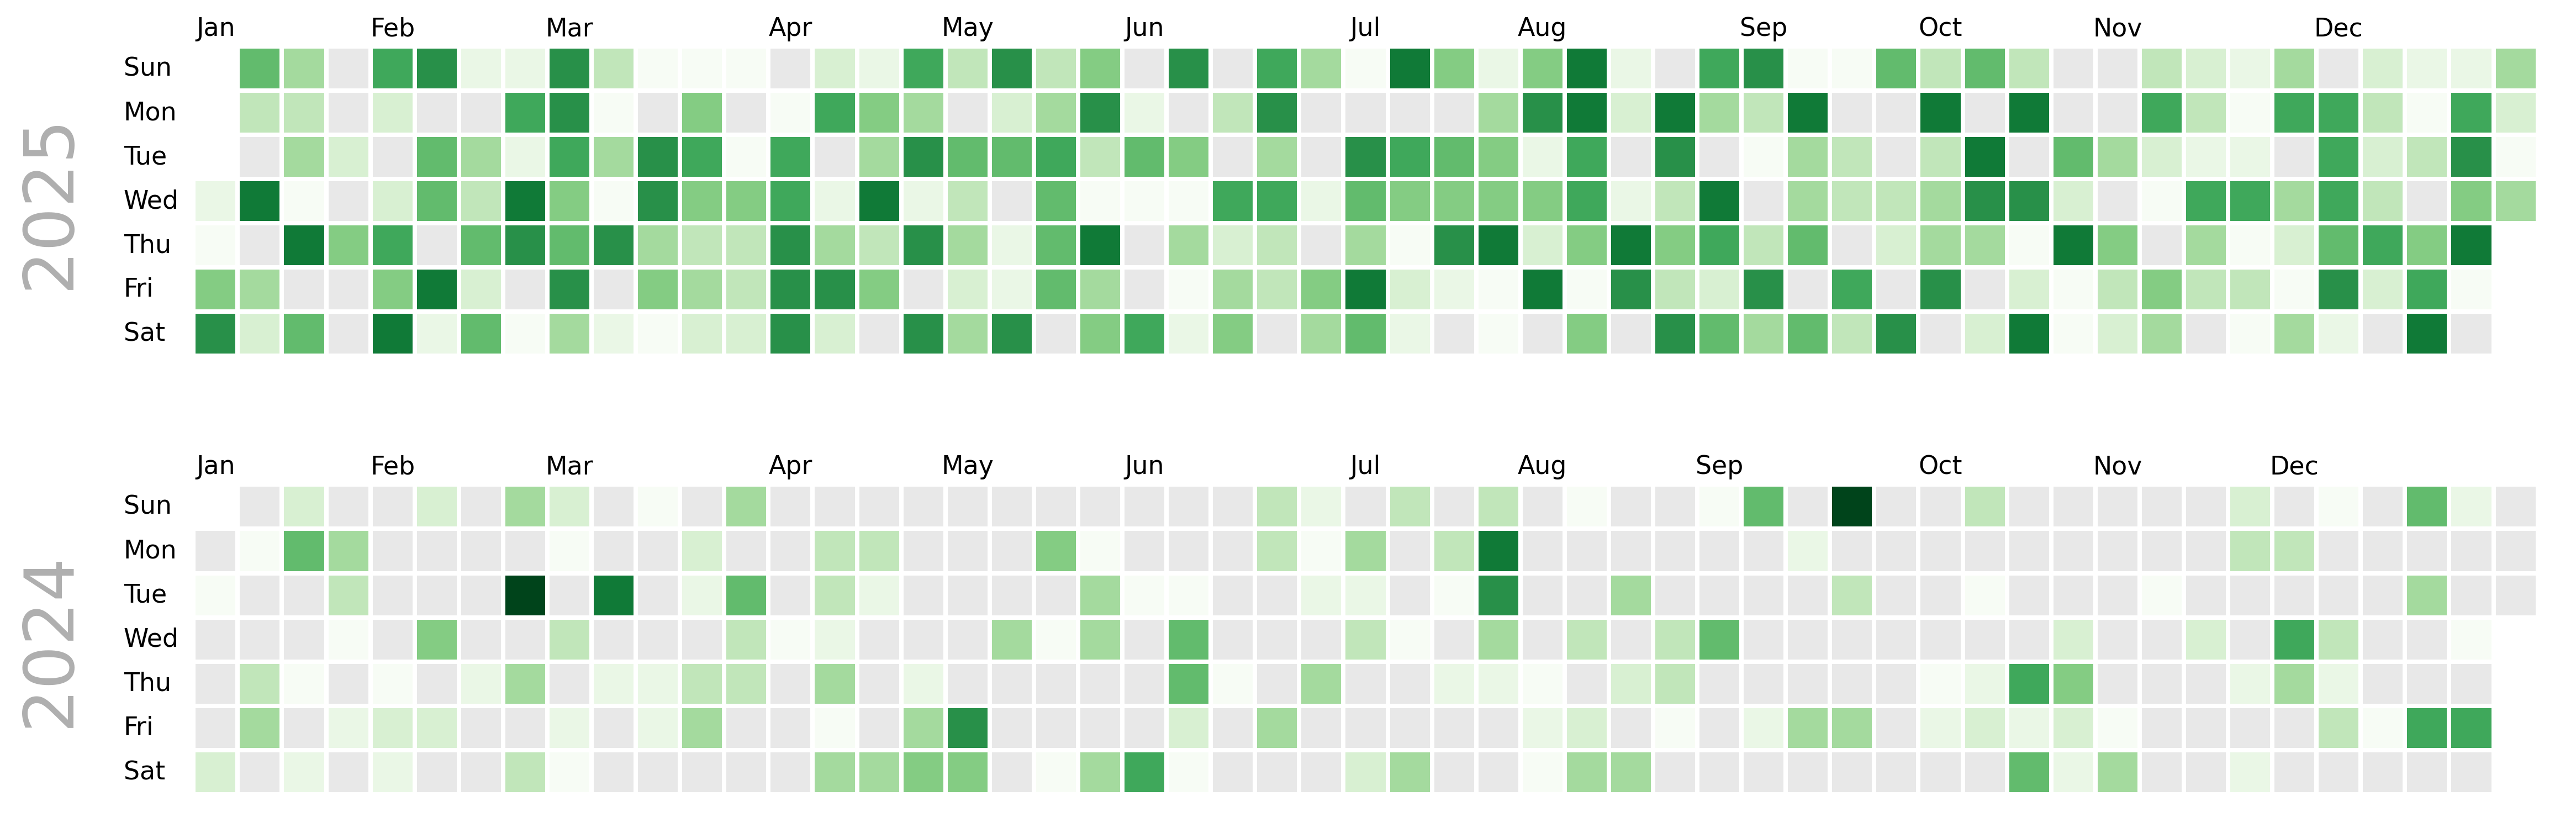 2025
Jan Feb Mar Apr May Jun Jul Aug Sep Oct Nov Dec
Sun
Mon
Tue
Wed
Thu
Fri
Sat
2024
Jan Feb Mar Apr May Jun Jul Aug Sep Oct Nov Dec
Sun
Mon
Tue
Wed
Thu
Fri
Sat